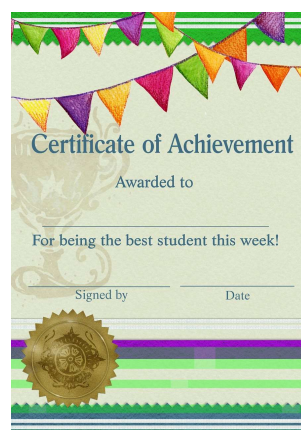 Certificate of Achievement
Awarded to
For being the best student this week!
Signed by
Date